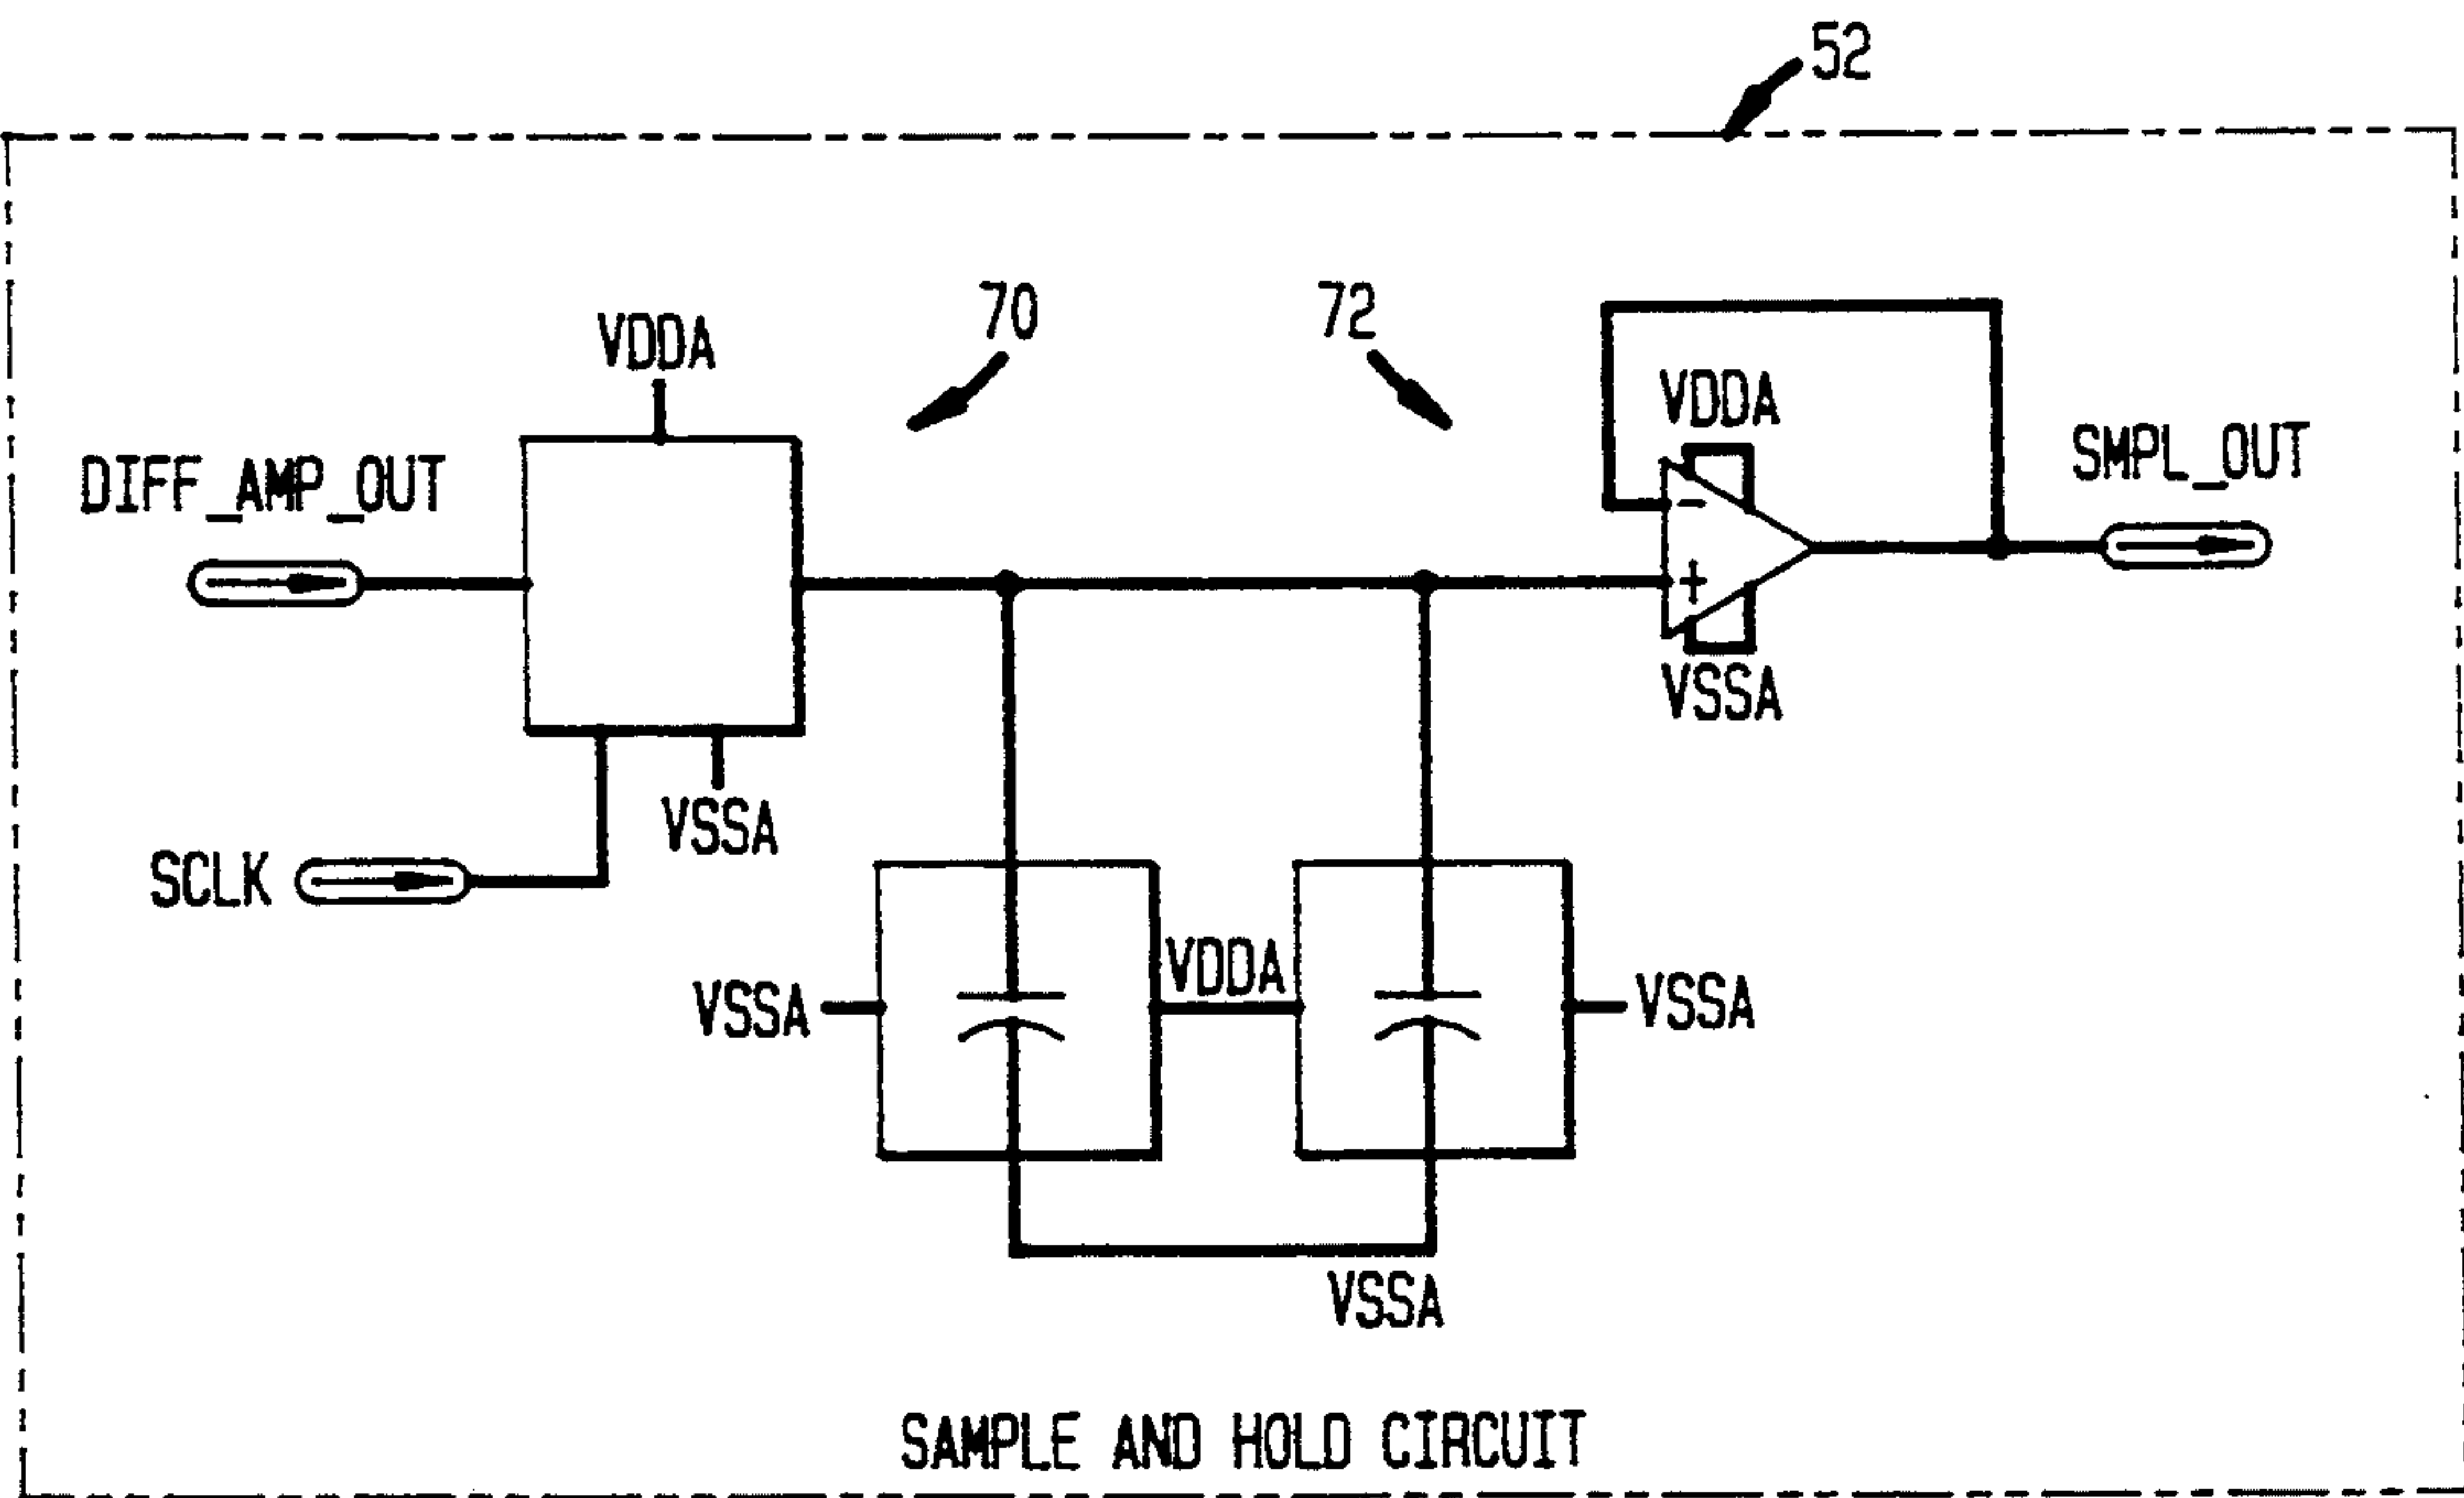 52
70
72
VDDA
VDDA
DIFF_AMP_OUT
SMPL_OUT
-
+
VSSA
VSSA
SCLK
VDDA
VSSA
VSSA
VSSA
SAMPLE AND HOLD CIRCUIT